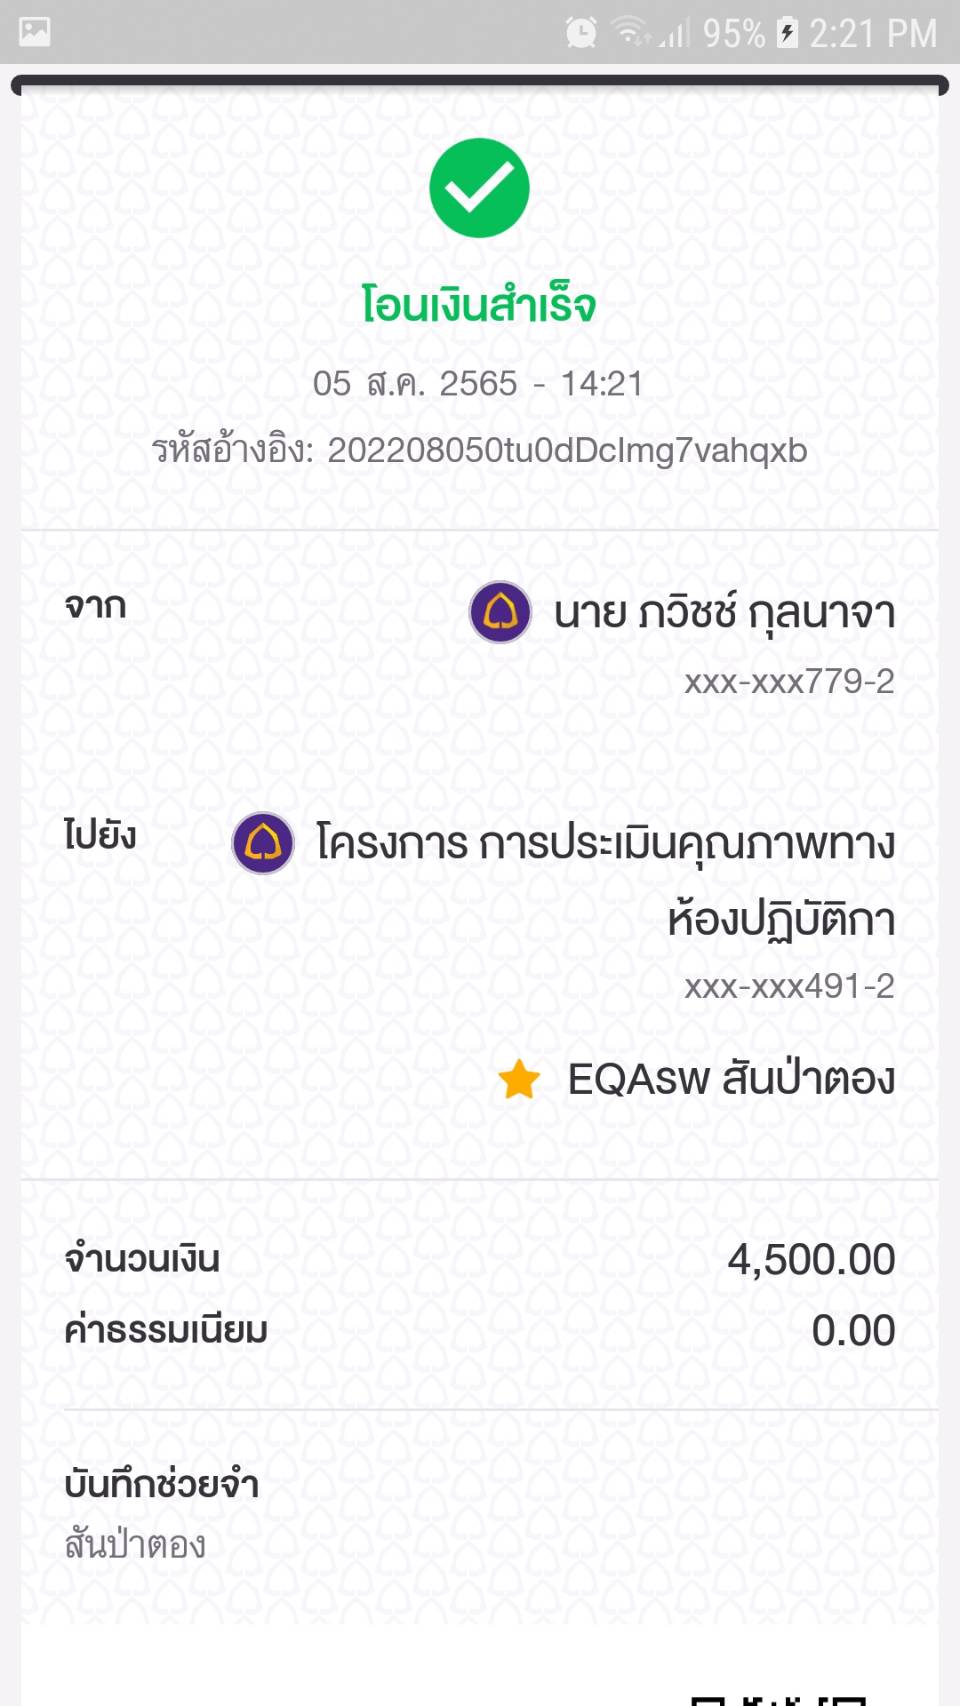 95% 2:21 PM
โอนเงินสำเร็จ
05 ส.ค. 2565 - 14:21
รหัสอ้างอิง: 202208050tu0dDcImg7vahqxb
จาก
นาย ภวิชช์ กุลนาจา
xxx-xxx779-2
ไปยัง
โครงการ การประเมินคุณภาพทาง
ห้องปฏิบัติกา
xxx-xxx491-2
EQAsw สันป่าตอง
จำนวนเงิน 4,500.00
ค่าธรรมเนียม 0.00
บันทึกช่วยจำ
สันป่าตอง